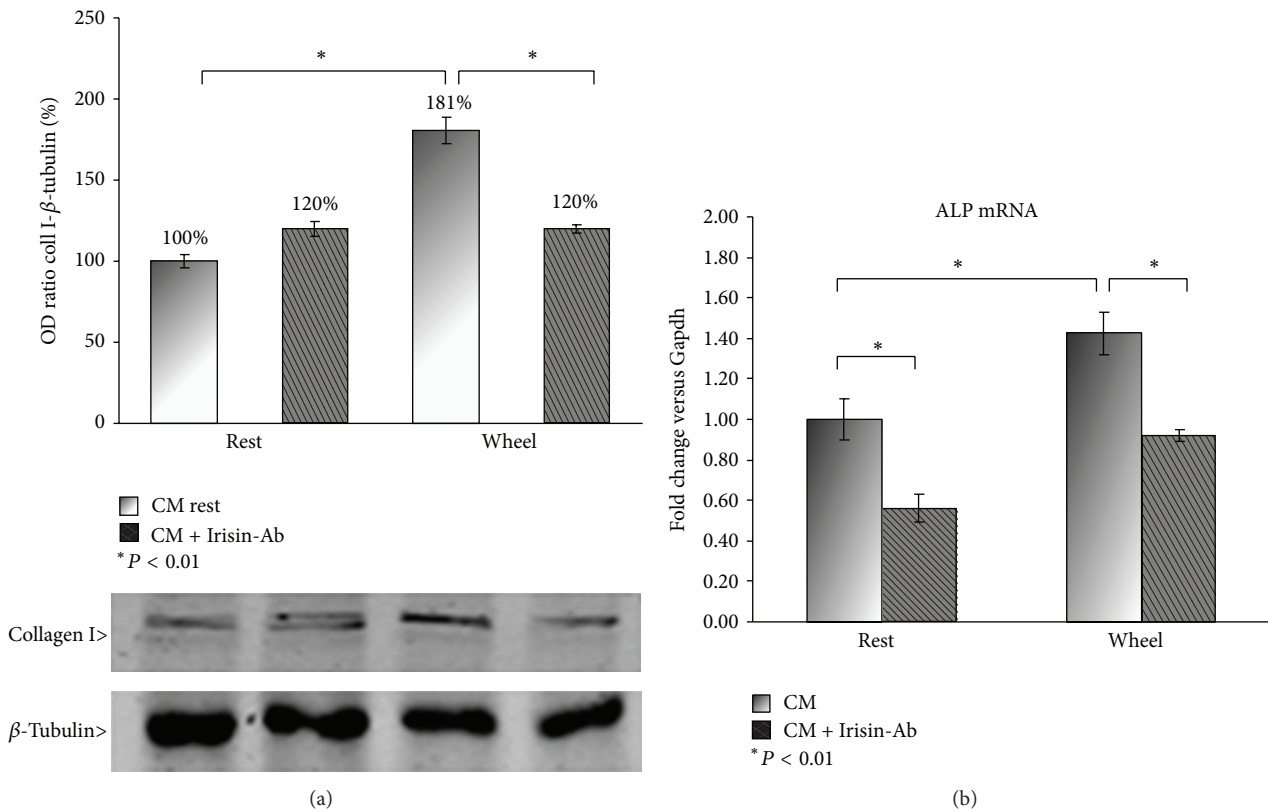 250
200
150
100
50
0
OD ratio coll I-β-tubulin (%)
*
*
100%
120%
181%
120%
Rest
Wheel
CM rest
CM + Irisin-Ab
*P < 0.01
Collagen I>
β-Tubulin>
(a)
ALP mRNA
2.00
1.80
1.60
1.40
1.20
1.00
0.80
0.60
0.40
0.20
0.00
Fold change versus Gapdh
*
*
*
Rest
Wheel
CM
CM + Irisin-Ab
*P < 0.01
(b)